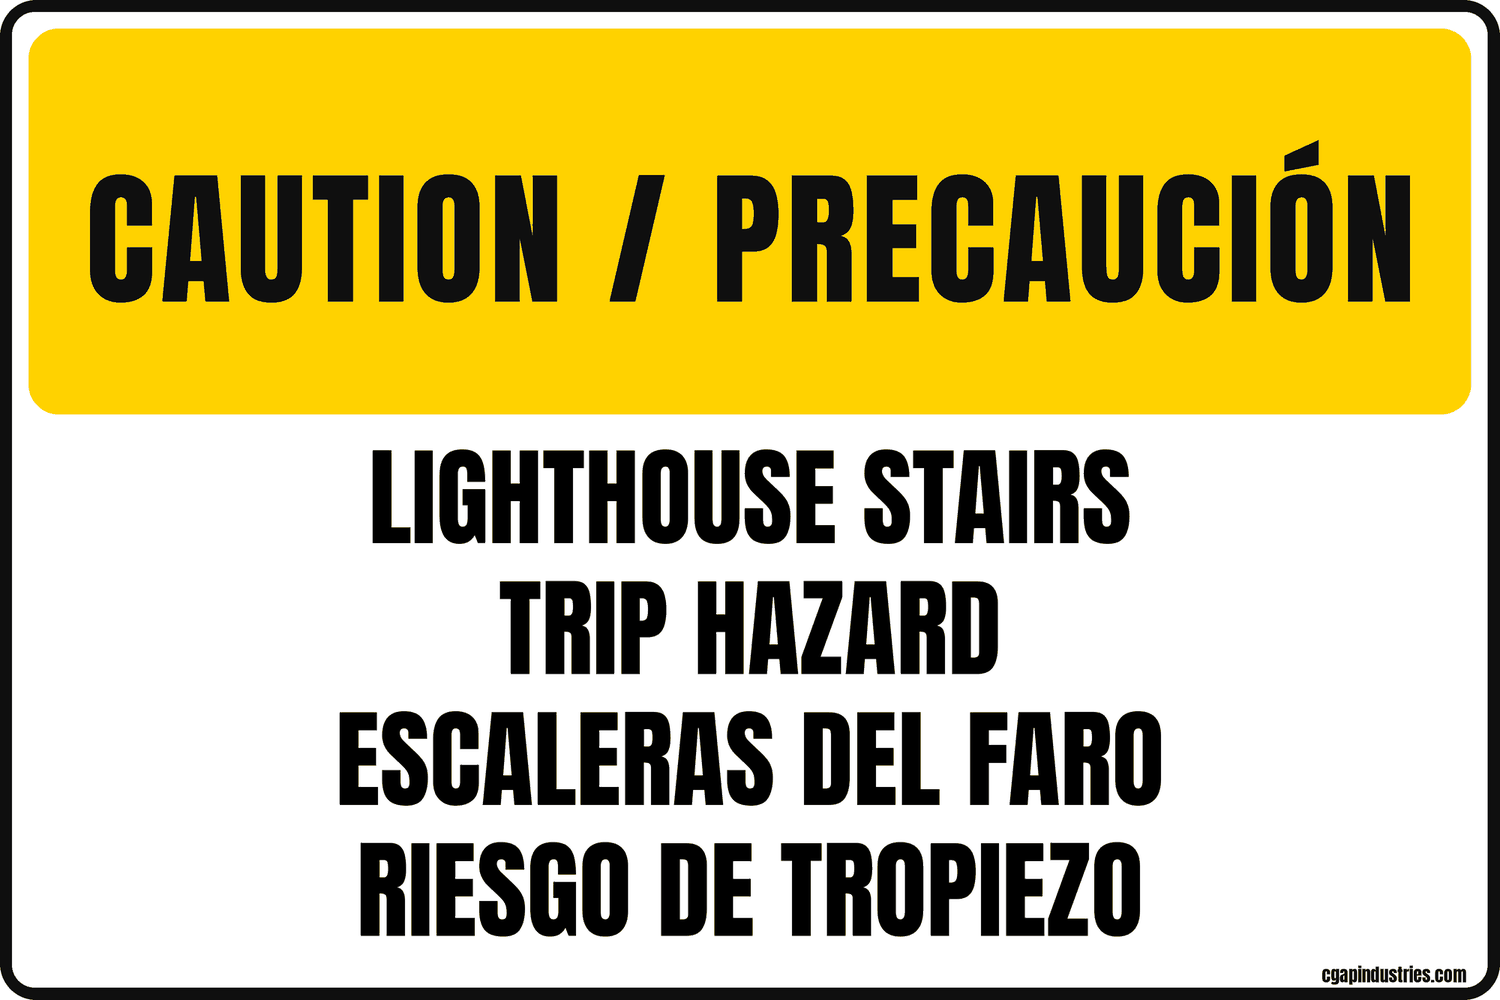 CAUTION / PRECAUCIÓN
LIGHTHOUSE STAIRS
TRIP HAZARD
ESCALERAS DEL FARO
RIESGO DE TROPIEZO
cgapindustries.com